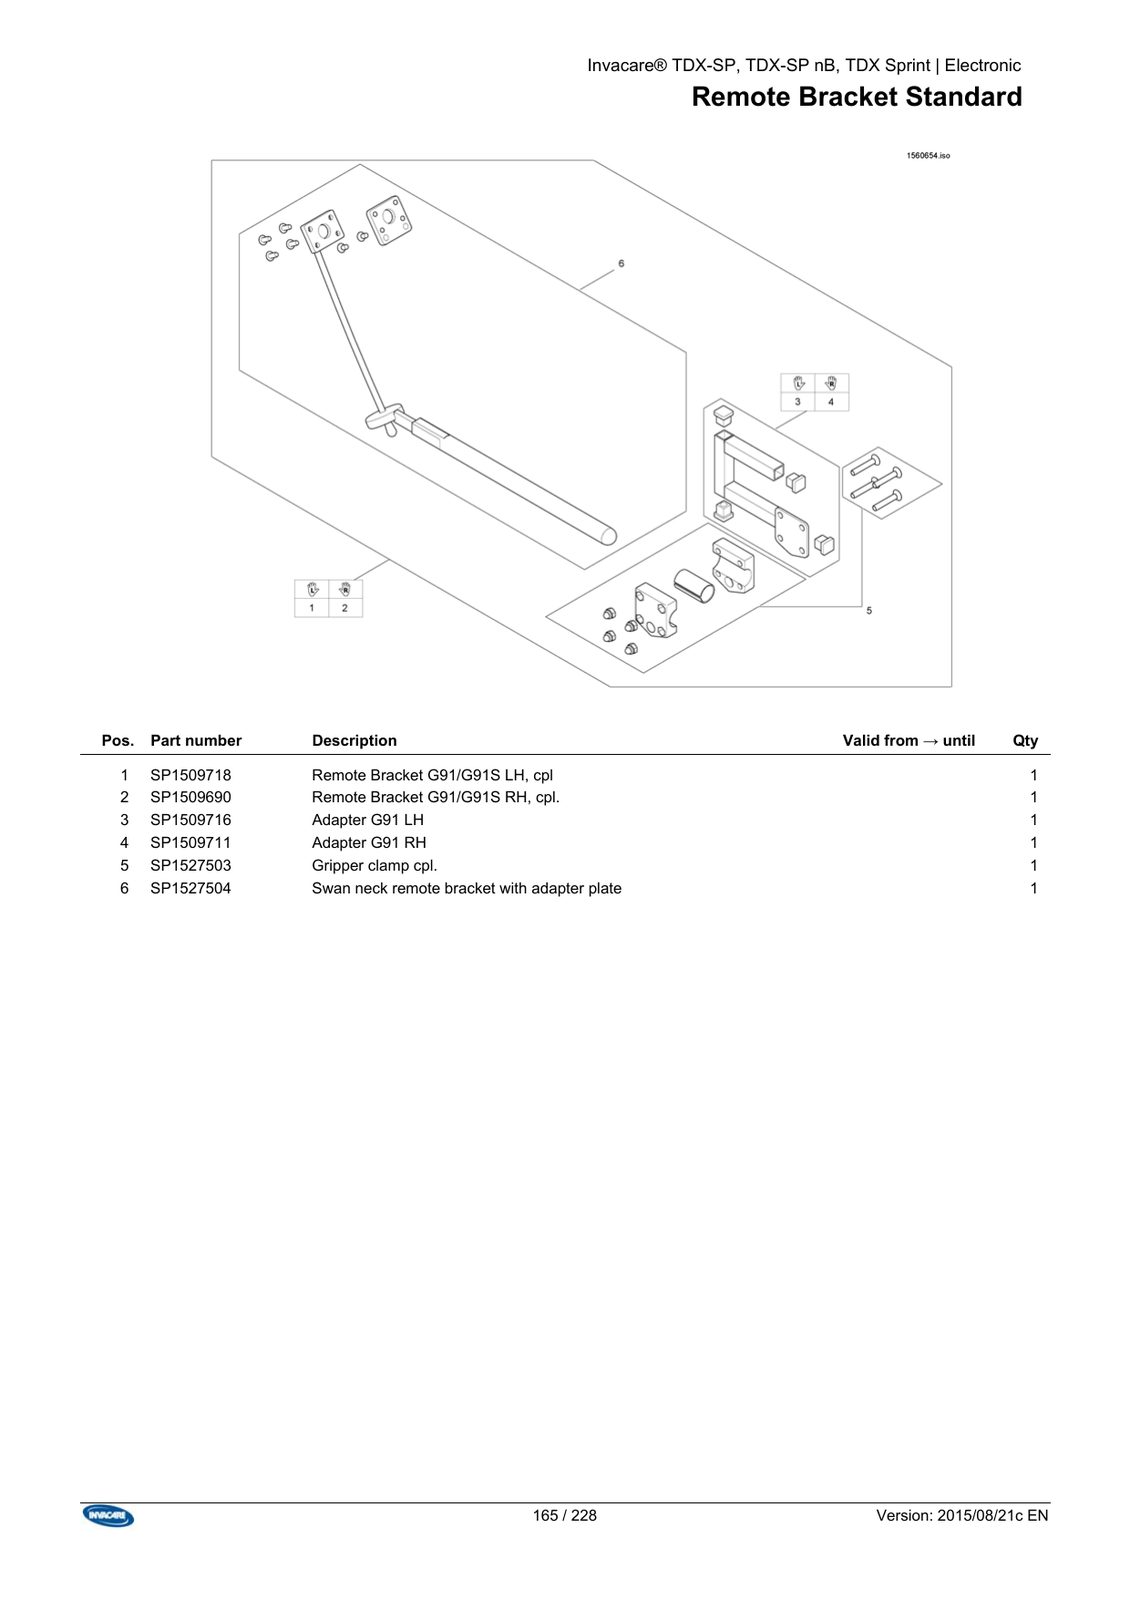 Invacare® TDX-SP, TDX-SP nB, TDX Sprint | Electronic
Remote Bracket Standard
1560654.iso
6
L R
3 4
L R
1 2
5
Pos. Part number Description Valid from → until Qty
1 SP1509718 Remote Bracket G91/G91S LH, cpl 1
2 SP1509690 Remote Bracket G91/G91S RH, cpl. 1
3 SP1509716 Adapter G91 LH 1
4 SP1509711 Adapter G91 RH 1
5 SP1527503 Gripper clamp cpl. 1
6 SP1527504 Swan neck remote bracket with adapter plate 1
INVACARE
165 / 228
Version: 2015/08/21c EN